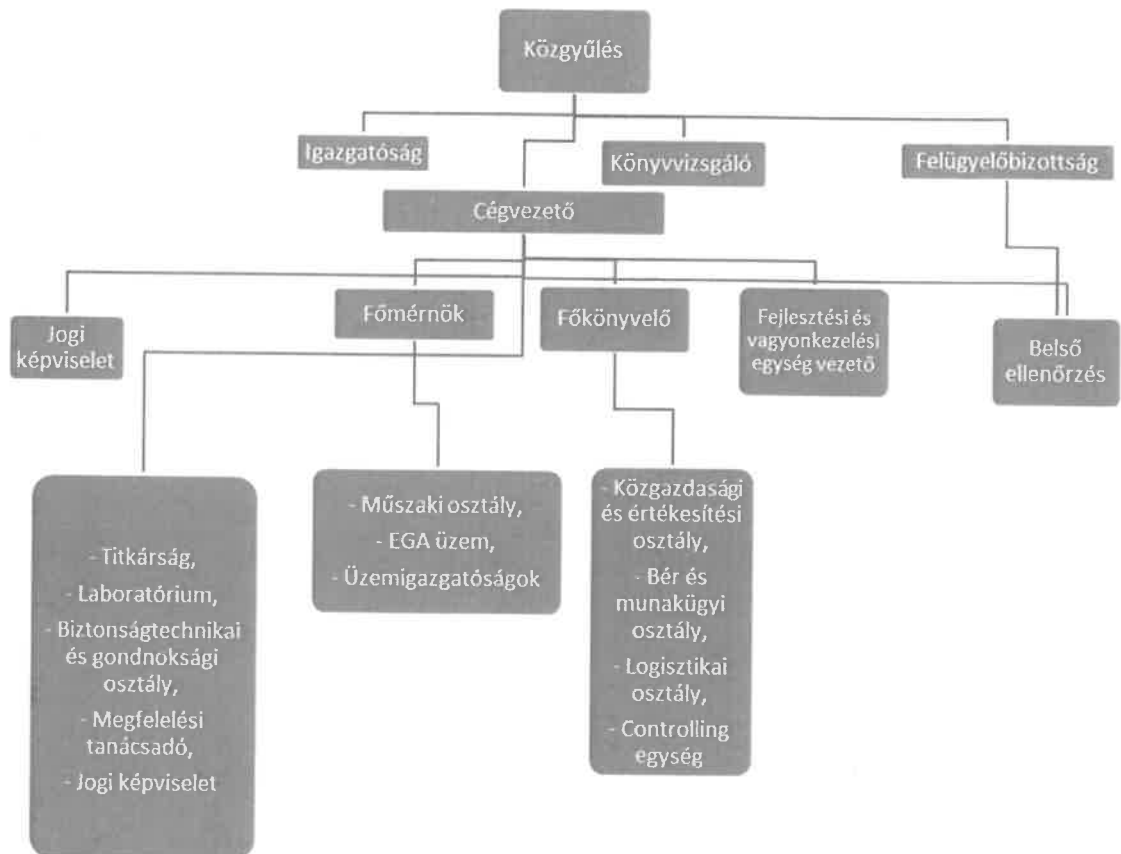 Közgyűlés
Igazgatóság
Könyvvizsgáló
Felügyelőbizottság
Cégvezető
Jogi
képviselet
Főmérnök
Főkönyvelő
Fejlesztési és
vagyonkezelési
egység vezető
Belső
ellenőrzés
- Titkárság,
- Laboratórium,
- Biztonságtechnikai
és gondnoksági
osztály,
- Megfelelési
tanácsadó,
- Jogi képviselet
- Műszaki osztály,
- EGA üzem,
- Üzemigazgatóságok
- Közgazdasági
és értékesítési
osztály,
- Bér és
munakügyi
osztály,
- Logisztikai
osztály,
- Controlling
egység